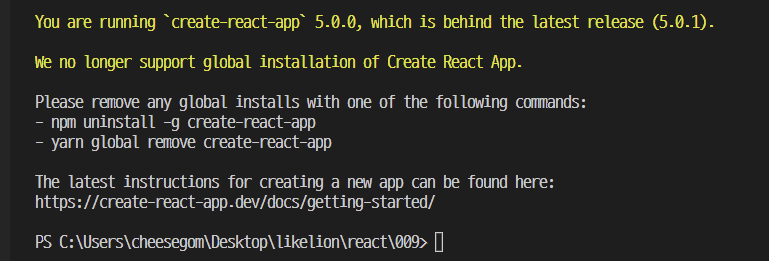 You are running `create-react-app` 5.0.0, which is behind the latest release (5.0.1).
We no longer support global installation of Create React App.
Please remove any global installs with one of the following commands:
- npm uninstall -g create-react-app
- yarn global remove create-react-app
The latest instructions for creating a new app can be found here:
https://create-react-app.dev/docs/getting-started/
PS C:\Users\cheesegom\Desktop\likelion\react\009>